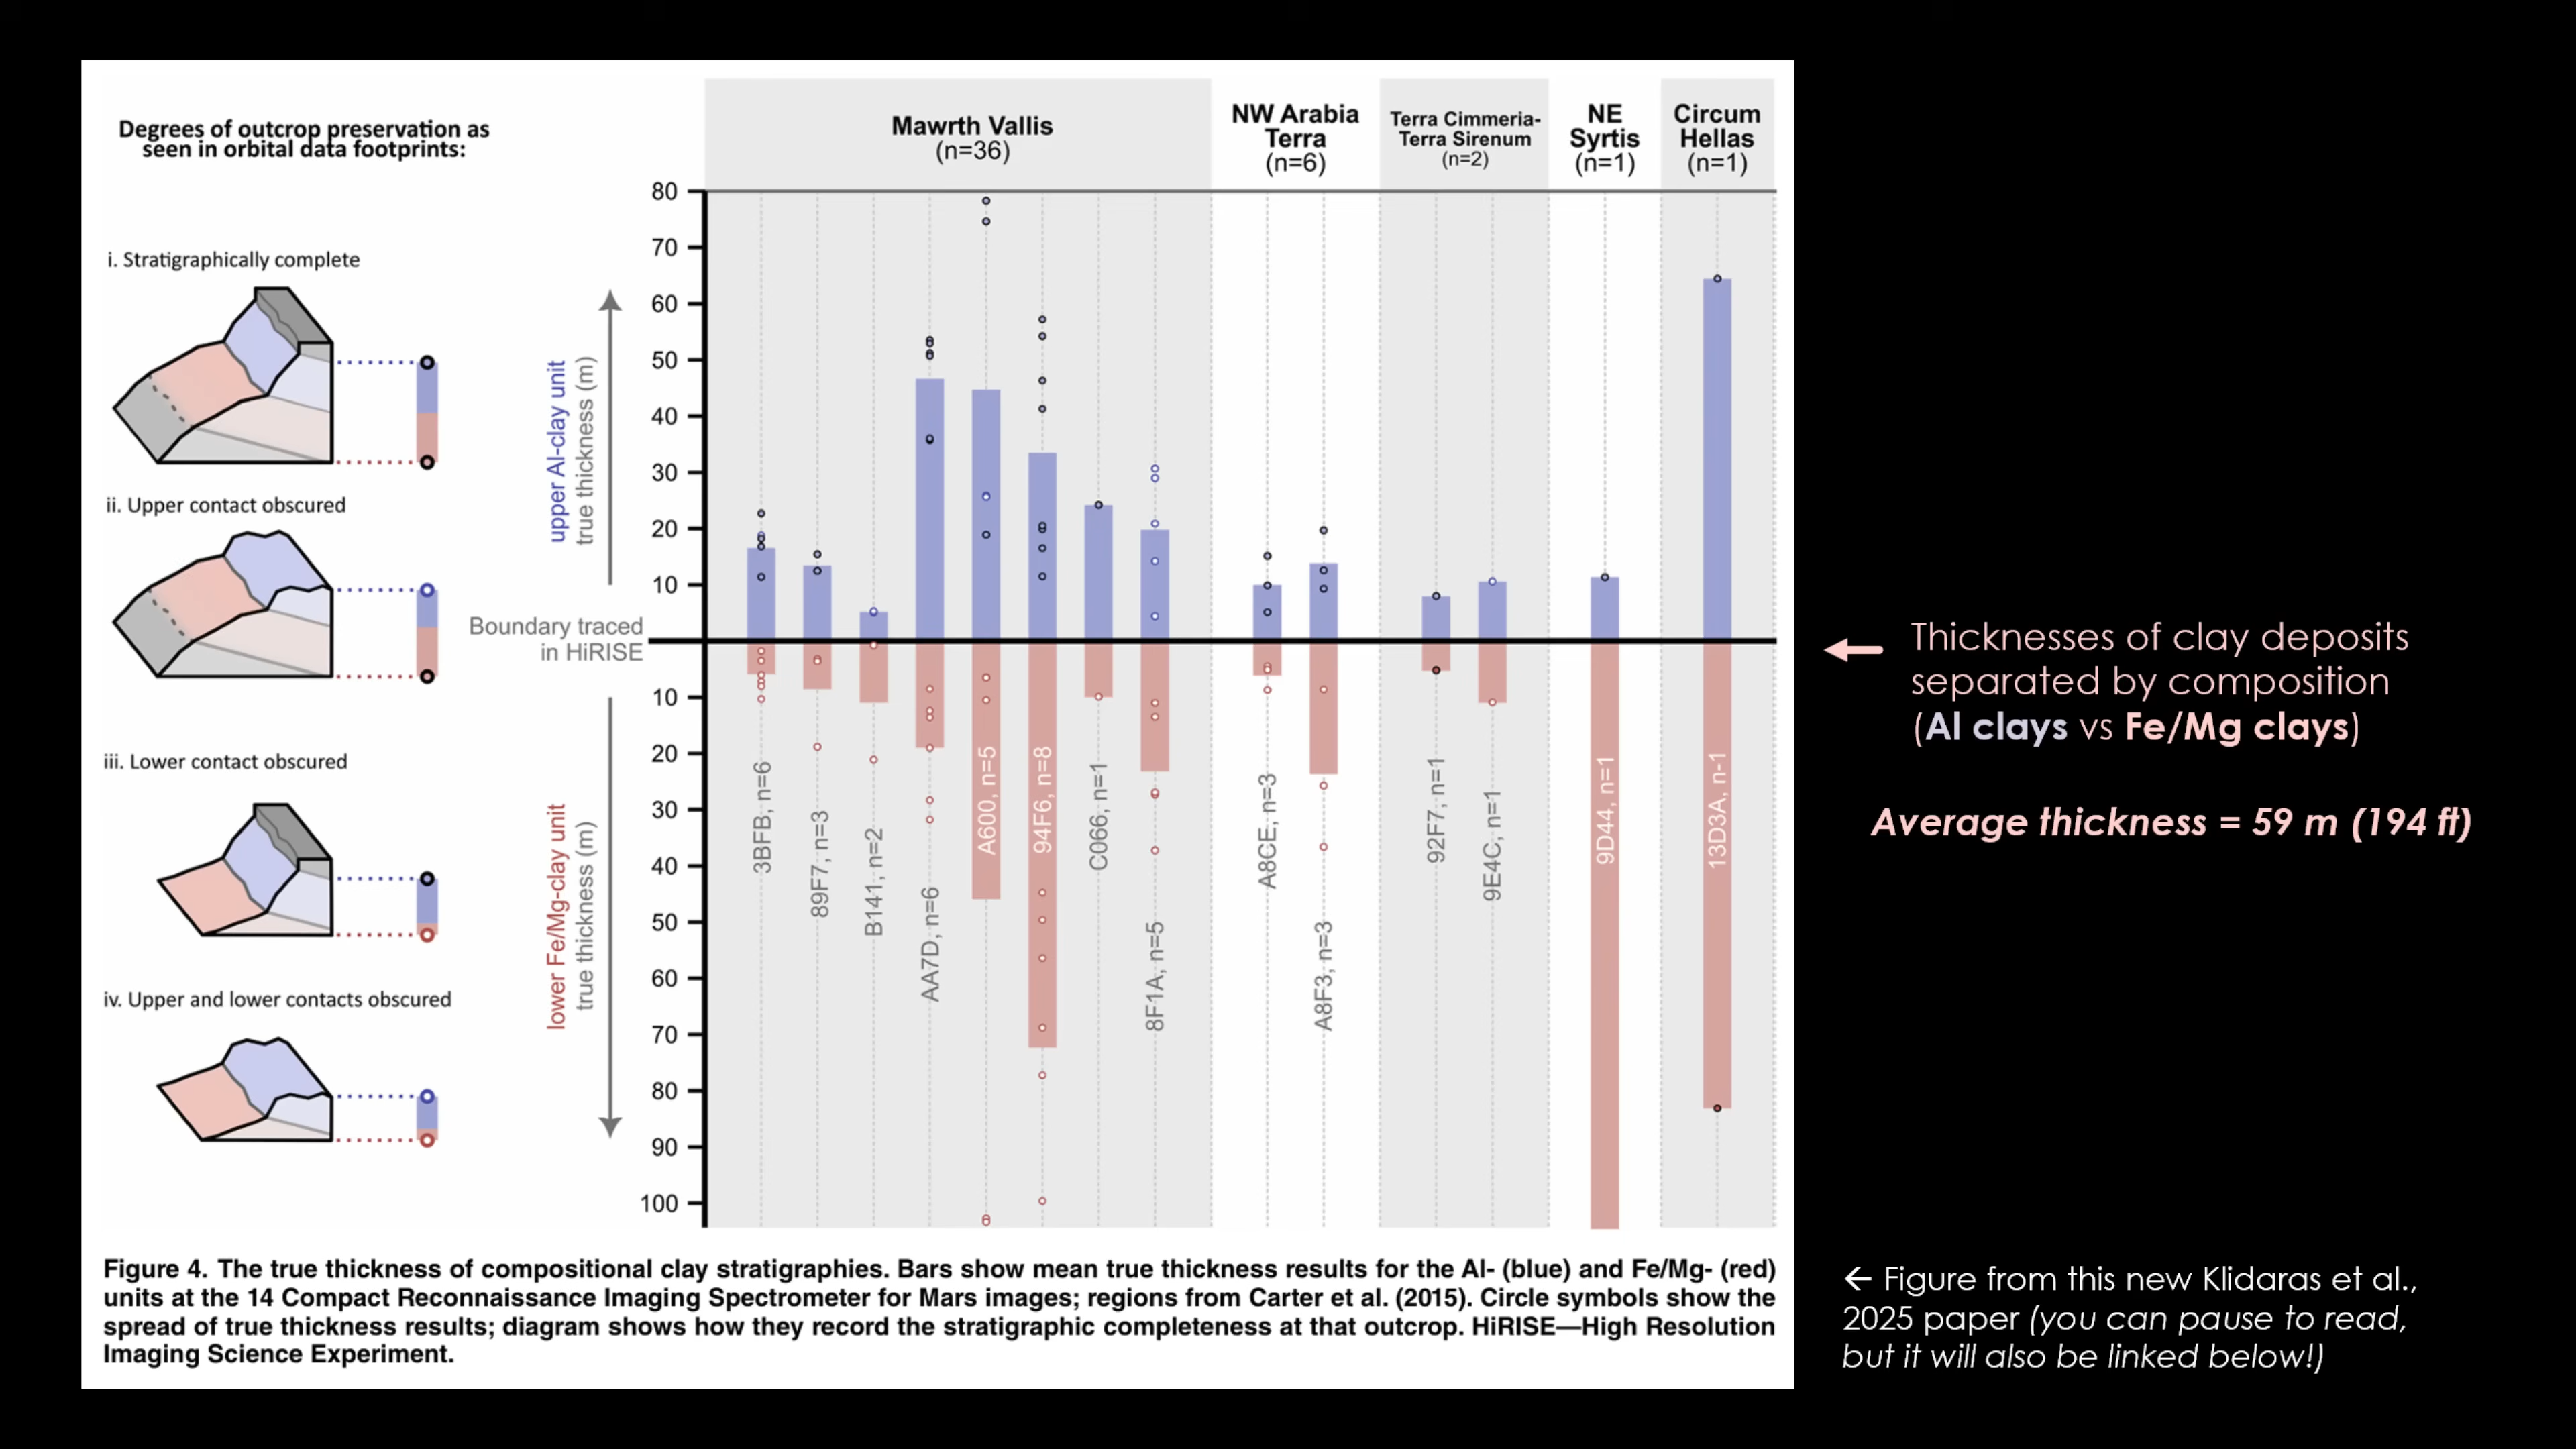 Degrees of outcrop preservation as
seen in orbital data footprints:
i. Stratigraphically complete
ii. Upper contact obscured
iii. Lower contact obscured
iv. Upper and lower contacts obscured
upper Al-clay unit
true thickness (m)
Boundary traced
in HiRISE
lower Fe/Mg-clay unit
true thickness (m)
Mawrth Vallis
(n=36)
NW Arabia
Terra
(n=6)
Terra Cimmeria-
Terra Sirenum
(n=2)
NE
Syrtis
(n=1)
Circum
Hellas
(n=1)
80
70
60
50
40
30
20
10
10
20
30
40
50
60
70
80
90
100
3BFB, n=6
89F7, n=3
B141, n=2
AA7D, n=6
A600, n=5
94F6, n=8
C066, n=1
8F1A, n=5
A8CE, n=3
A8F3, n=3
92F7, n=1
9E4C, n=1
9D44, n=1
13D3A, n-1
Figure 4. The true thickness of compositional clay stratigraphies. Bars show mean true thickness results for the Al- (blue) and Fe/Mg- (red)
units at the 14 Compact Reconnaissance Imaging Spectrometer for Mars images; regions from Carter et al. (2015). Circle symbols show the
spread of true thickness results; diagram shows how they record the stratigraphic completeness at that outcrop. HiRISE—High Resolution
Imaging Science Experiment.
Thicknesses of clay deposits
separated by composition
(Al clays vs Fe/Mg clays)
Average thickness = 59 m (194 ft)
← Figure from this new Klidaras et al.,
2025 paper (you can pause to read,
but it will also be linked below!)